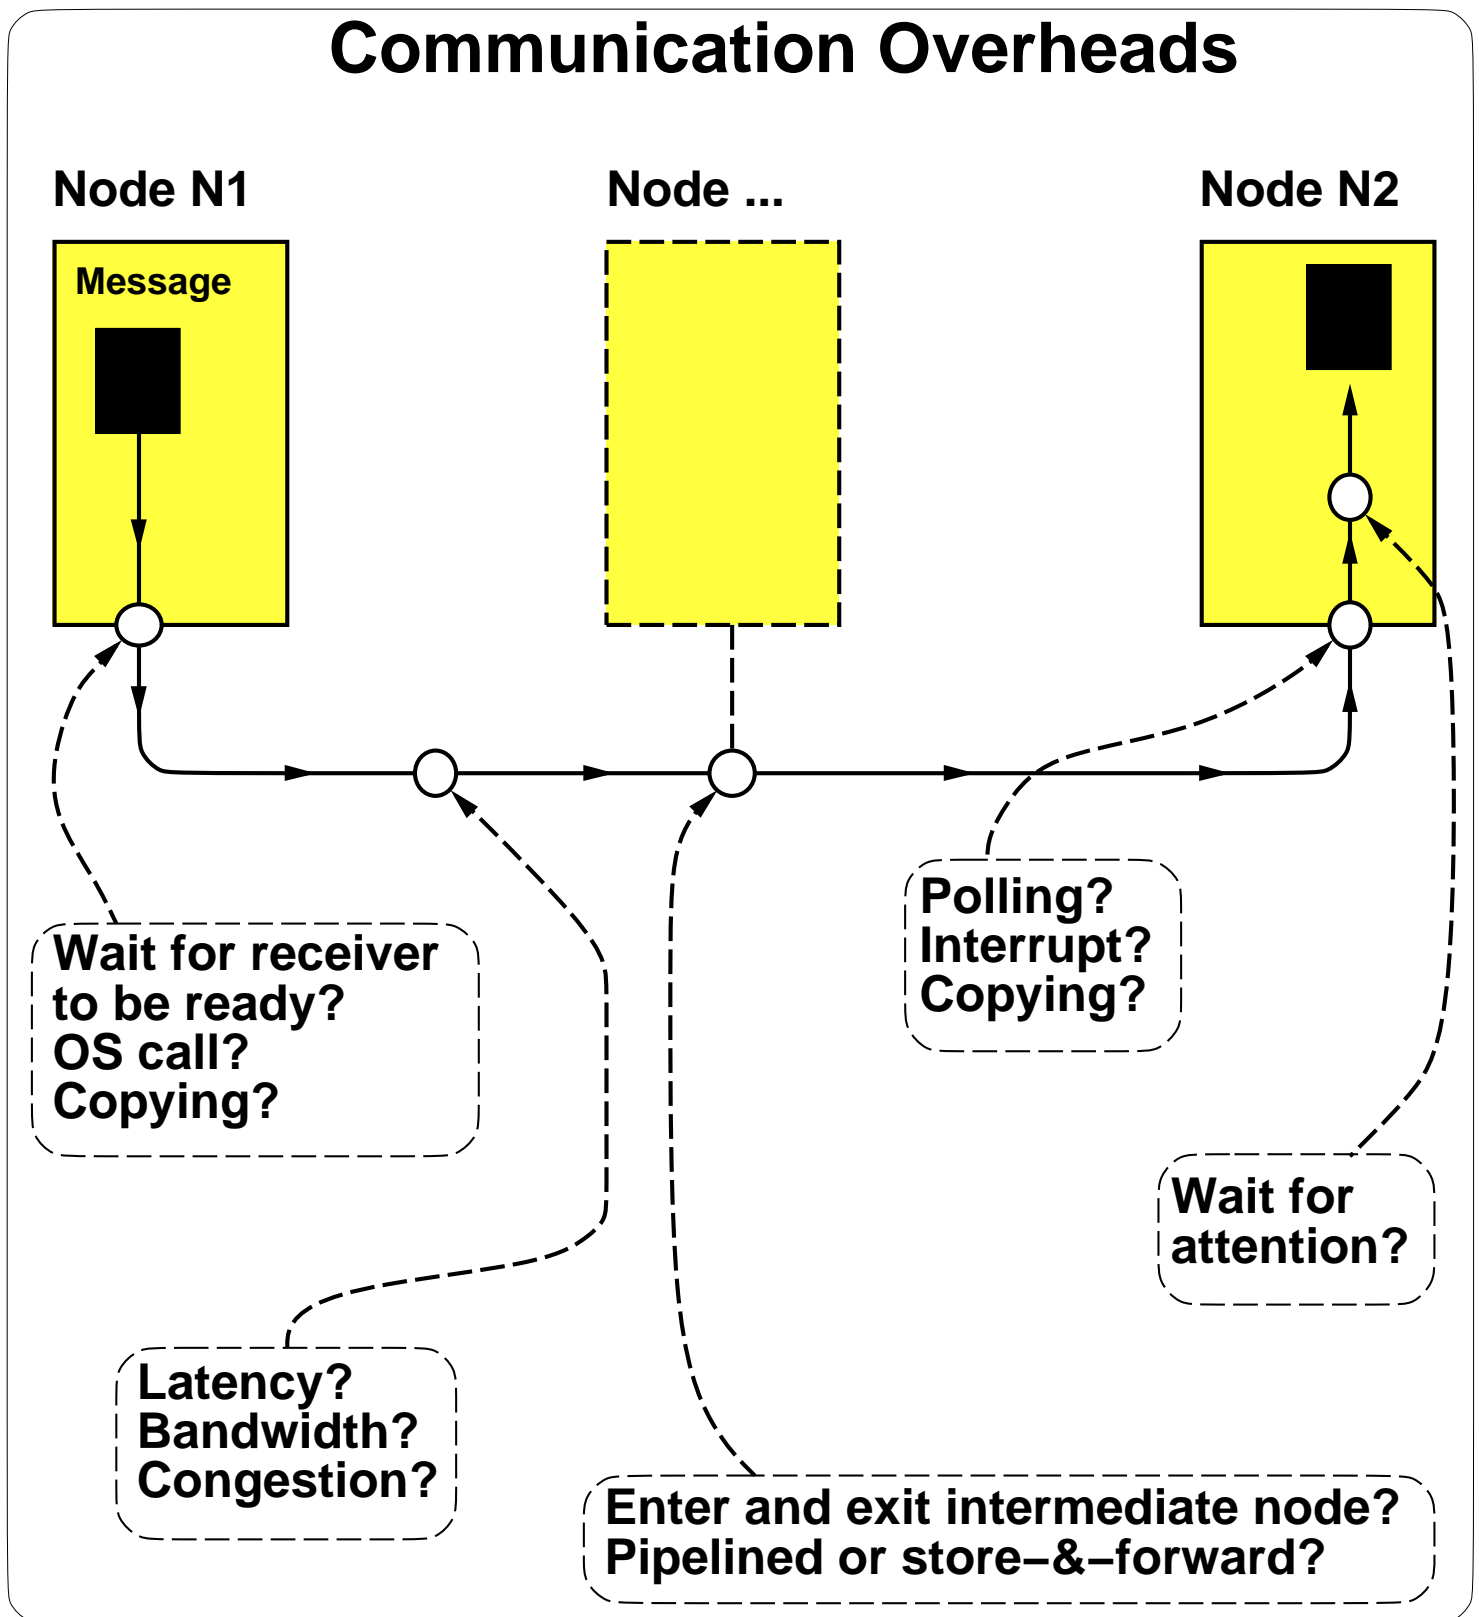 Communication Overheads
Node N1
Node ...
Node N2
Message
Polling?
Interrupt?
Copying?
Wait for receiver
to be ready?
OS call?
Copying?
Wait for
attention?
Latency?
Bandwidth?
Congestion?
Enter and exit intermediate node?
Pipelined or store–&–forward?